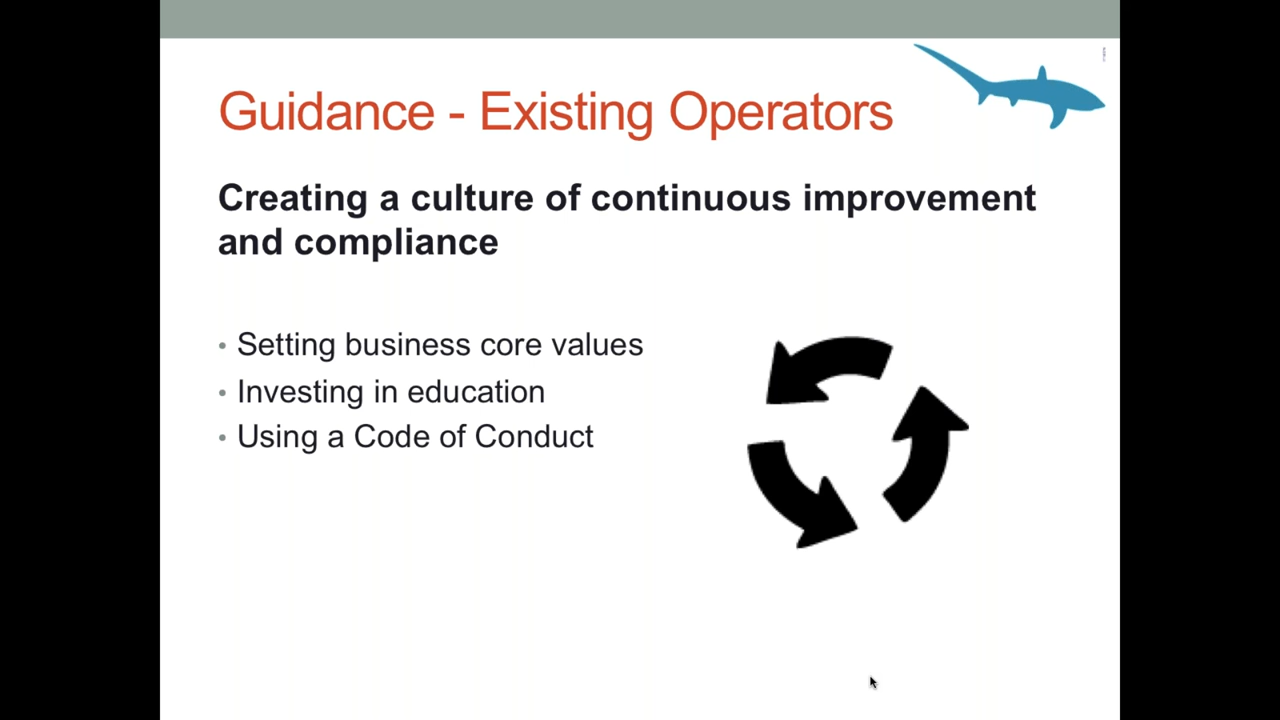 Guidance - Existing Operators
Creating a culture of continuous improvement
and compliance
• Setting business core values
• Investing in education
• Using a Code of Conduct